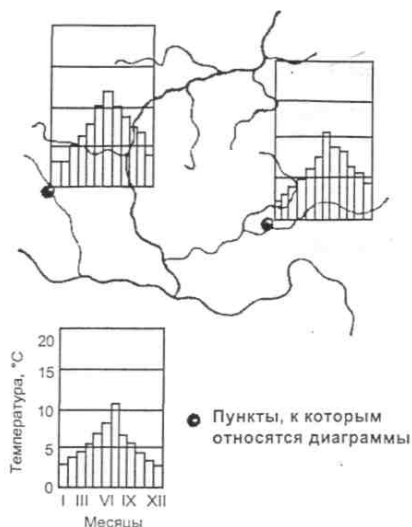 Температура, °С
20
15
10
5
0
I III VI IX XII
Месяцы
Пункты, к которым
относятся диаграммы